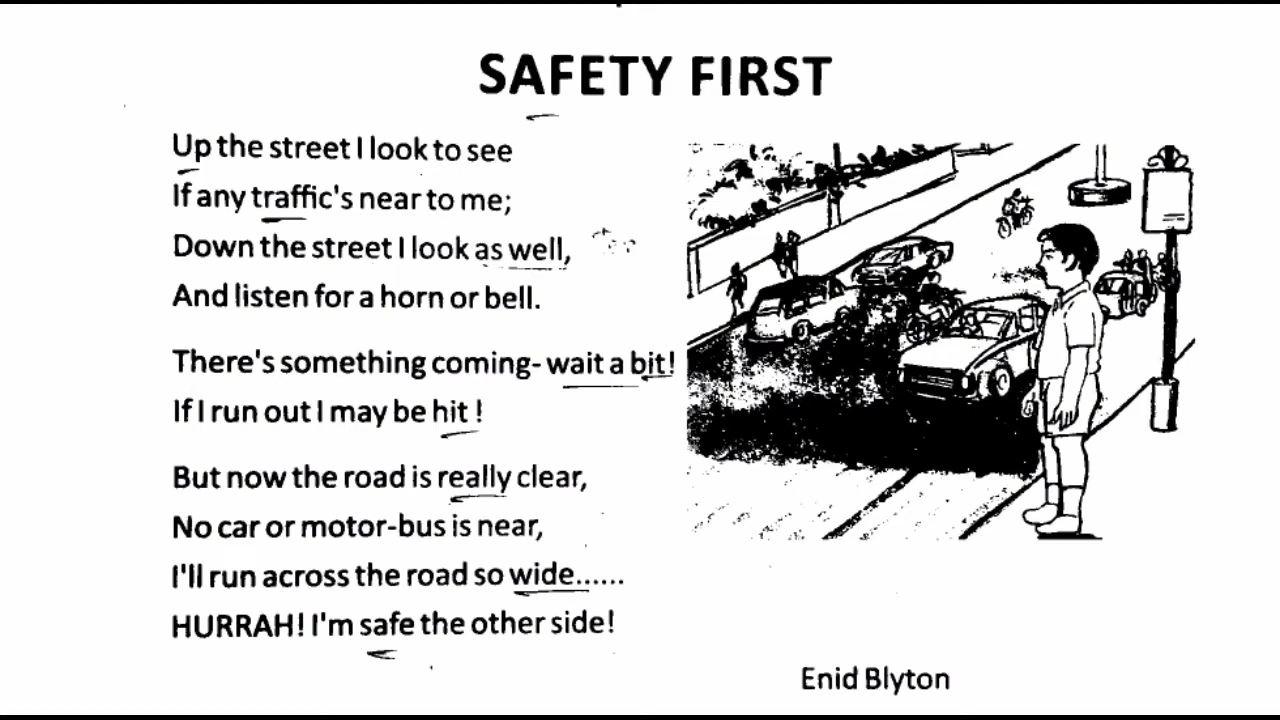 SAFETY FIRST
Up the street I look to see
If any traffic's near to me;
Down the street I look as well,
And listen for a horn or bell.
There's something coming- wait a bit!
If I run out I may be hit !
But now the road is really clear,
No car or motor-bus is near,
I'll run across the road so wide......
HURRAH! I'm safe the other side!
Enid Blyton